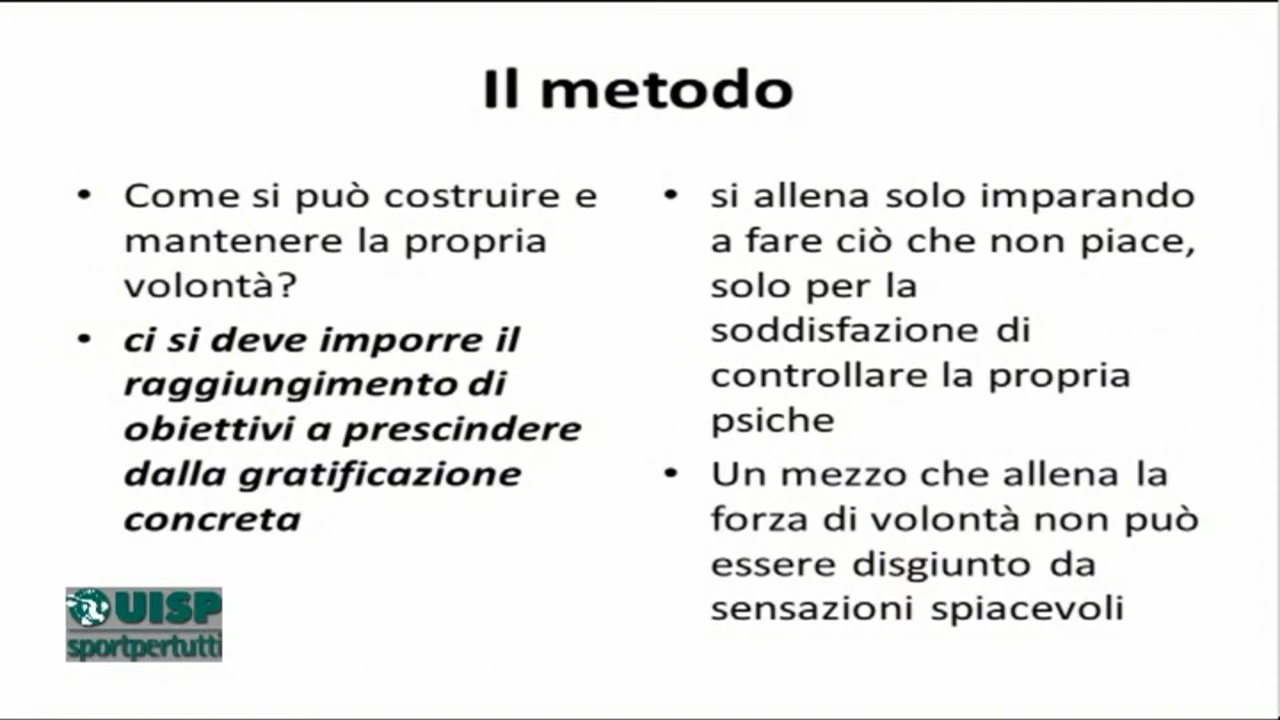 Il metodo
• Come si può costruire e
mantenere la propria
volontà?
• ci si deve imporre il
raggiungimento di
obiettivi a prescindere
dalla gratificazione
concreta
• si allena solo imparando
a fare ciò che non piace,
solo per la
soddisfazione di
controllare la propria
psiche
• Un mezzo che allena la
forza di volontà non può
essere disgiunto da
sensazioni spiacevoli
UISP
sportpertutti